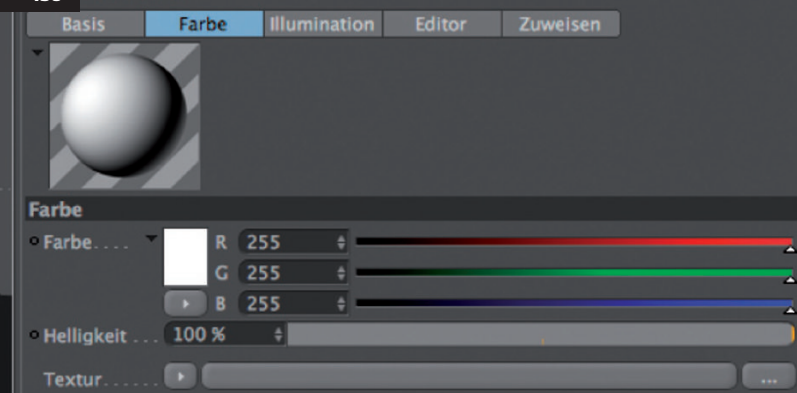 Basis Farbe Illumination Editor Zuweisen
Farbe
Farbe.... R 255
G 255
B 255
Helligkeit ... 100 %
Textur...... ...